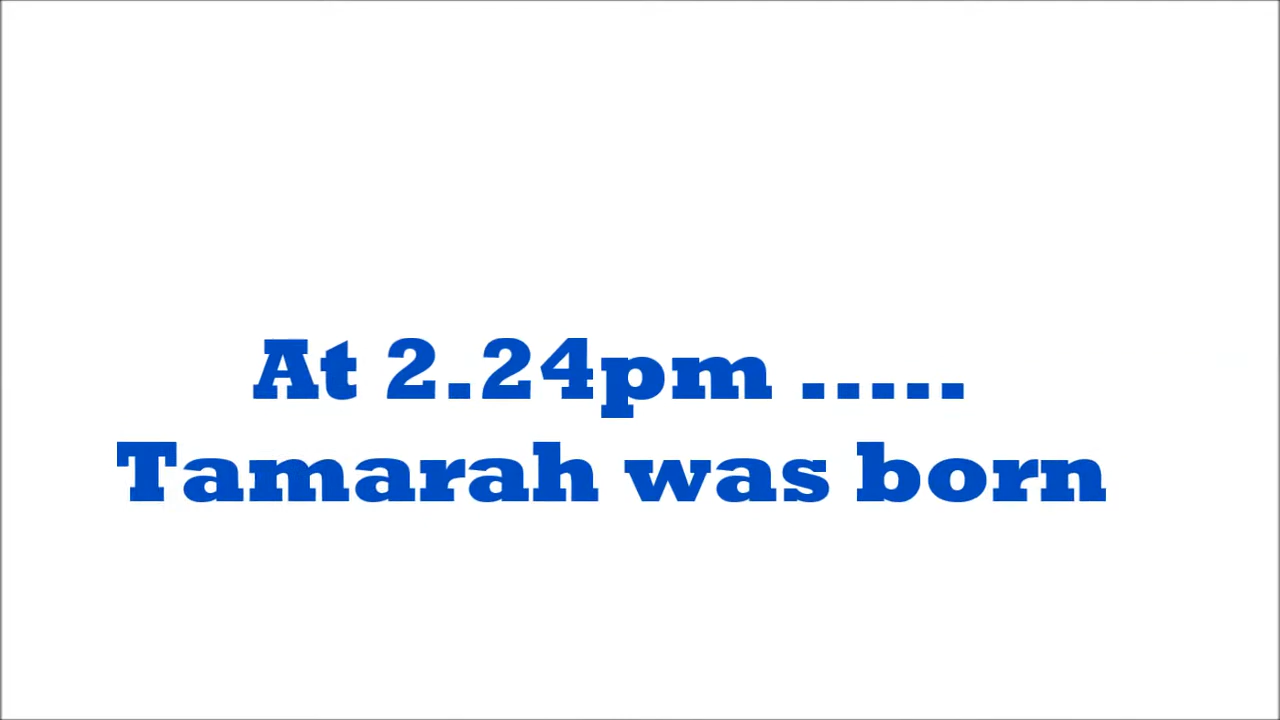 At 2.24pm .....
Tamarah was born